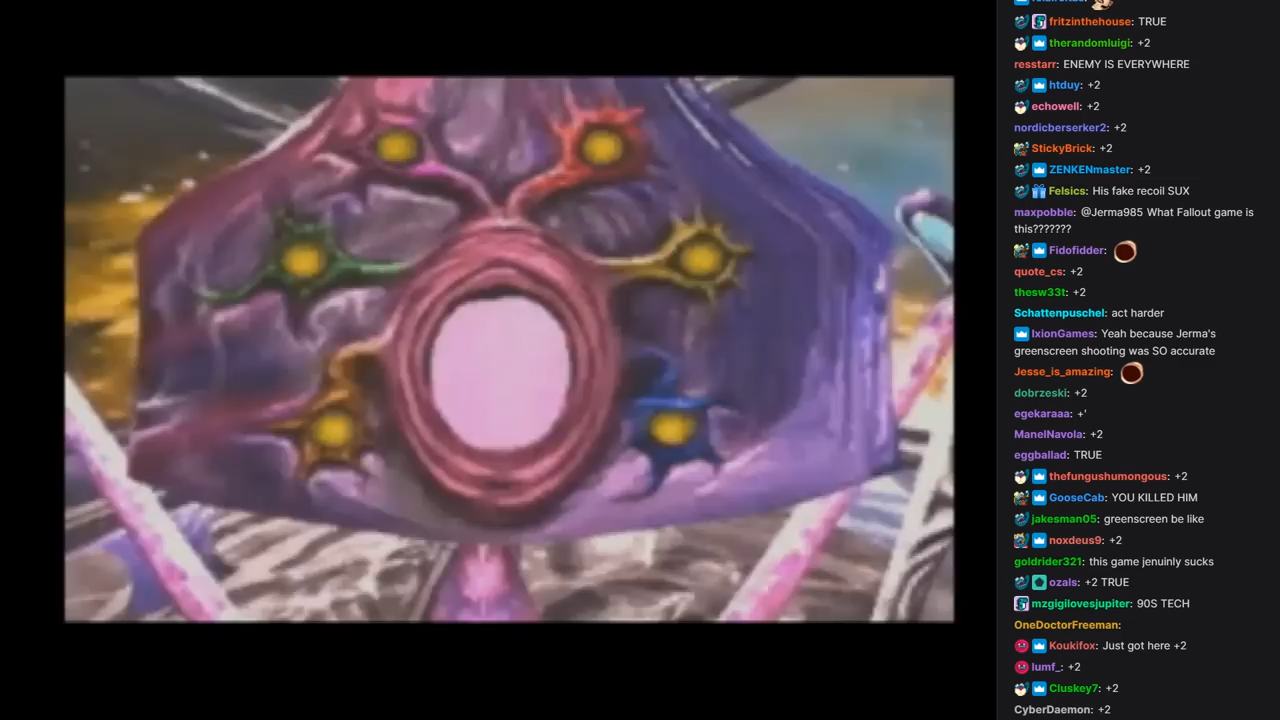 fritzinthehouse: TRUE
therandomluigi: +2
resstarr: ENEMY IS EVERYWHERE
htduy: +2
echowell: +2
nordicberserker2: +2
StickyBrick: +2
ZENKENmaster: +2
Felsics: His fake recoil SUX
maxpobble: @Jerma985 What Fallout game is
this???????
Fidofidder:
quote_cs: +2
thesw33t: +2
Schattenpuschel: act harder
IxionGames: Yeah because Jerma's
greenscreen shooting was SO accurate
Jesse_is_amazing:
dobrzeski: +2
egekaraaa: +'
ManelNavola: +2
eggballad: TRUE
thefungushumongous: +2
GooseCab: YOU KILLED HIM
jakesman05: greenscreen be like
noxdeus9: +2
goldrider321: this game jenuinly sucks
ozals: +2 TRUE
mzgigilovesjupiter: 90S TECH
OneDoctorFreeman:
Koukifox: Just got here +2
lumf_: +2
Cluskey7: +2
CyberDaemon: +2